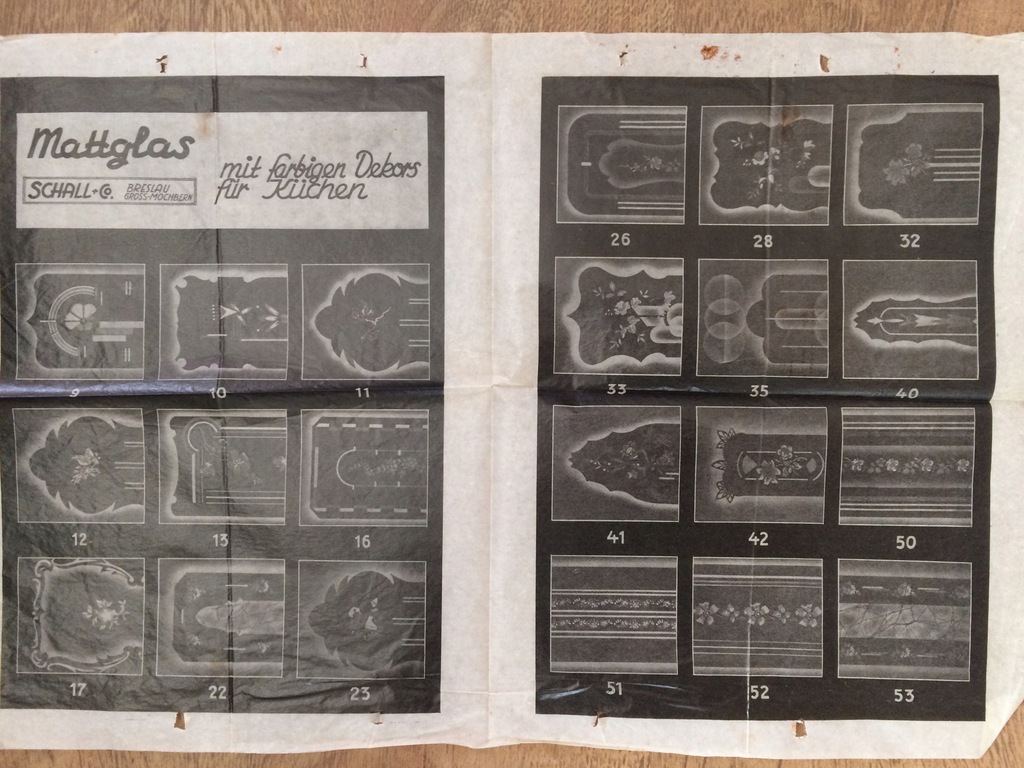 Mattglas
mit farbigen Dekors
für Küchen
SCHALL+Co. BRESLAU
GROSS-MOCHBERN
9 10 11
12 13 16
17 22 23
26 28 32
33 35 40
41 42 50
51 52 53